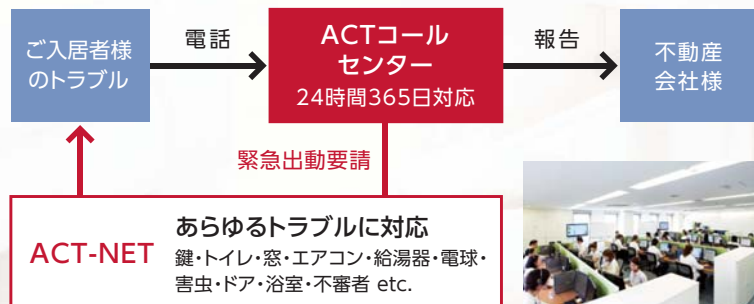 ご入居者様
のトラブル
電話
ACTコール
センター
24時間365日対応
報告
不動産
会社様
緊急出動要請
ACT-NET
あらゆるトラブルに対応
鍵・トイレ・窓・エアコン・給湯器・電球・
害虫・ドア・浴室・不審者 etc.